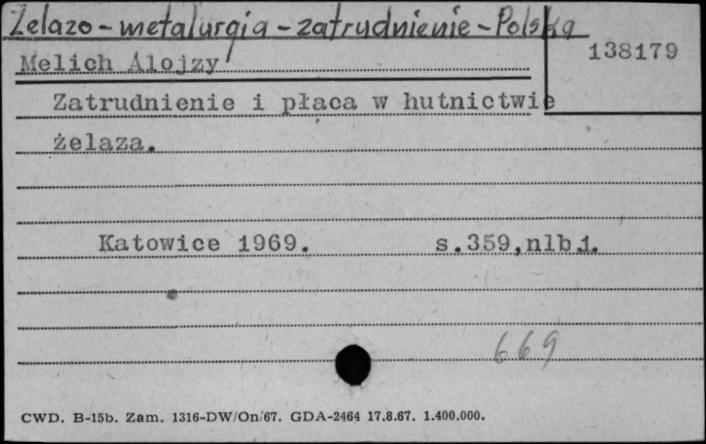 Żelazo - metalurgia - zatrudnienie - Polska
138179
Melich Alojzy
Zatrudnienie i płaca w hutnictwie
żelaza.
Katowice 1969. s.359,nlb.1.
669
CWD. B-15b. Zam. 1316-DW/On/67. GDA-2464 17.8.67. 1.400.000.